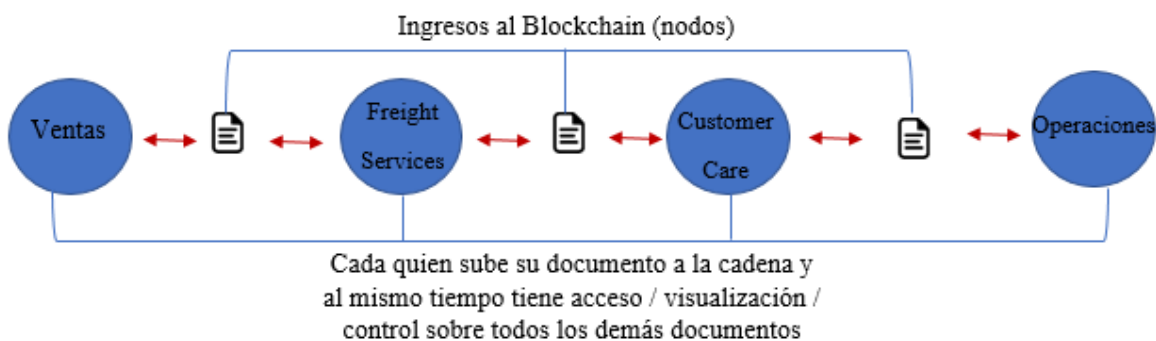 Ingresos al Blockchain (nodos)
Ventas
Freight
Services
Customer
Care
Operaciones
Cada quien sube su documento a la cadena y
al mismo tiempo tiene acceso / visualización /
control sobre todos los demás documentos